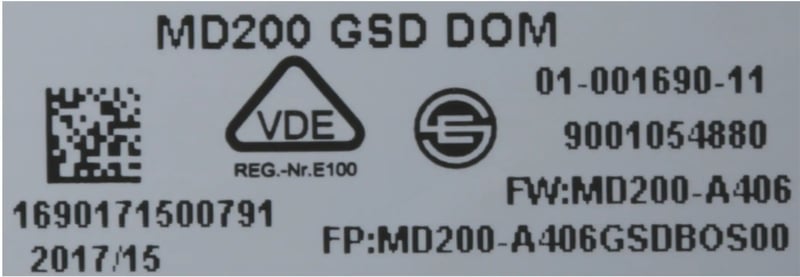 MD200 GSD DOM
01-001690-11
VDE
9001054880
REG.-Nr.E100
FW:MD200-A406
1690171500791
FP:MD200-A406GSDBOS00
2017/15